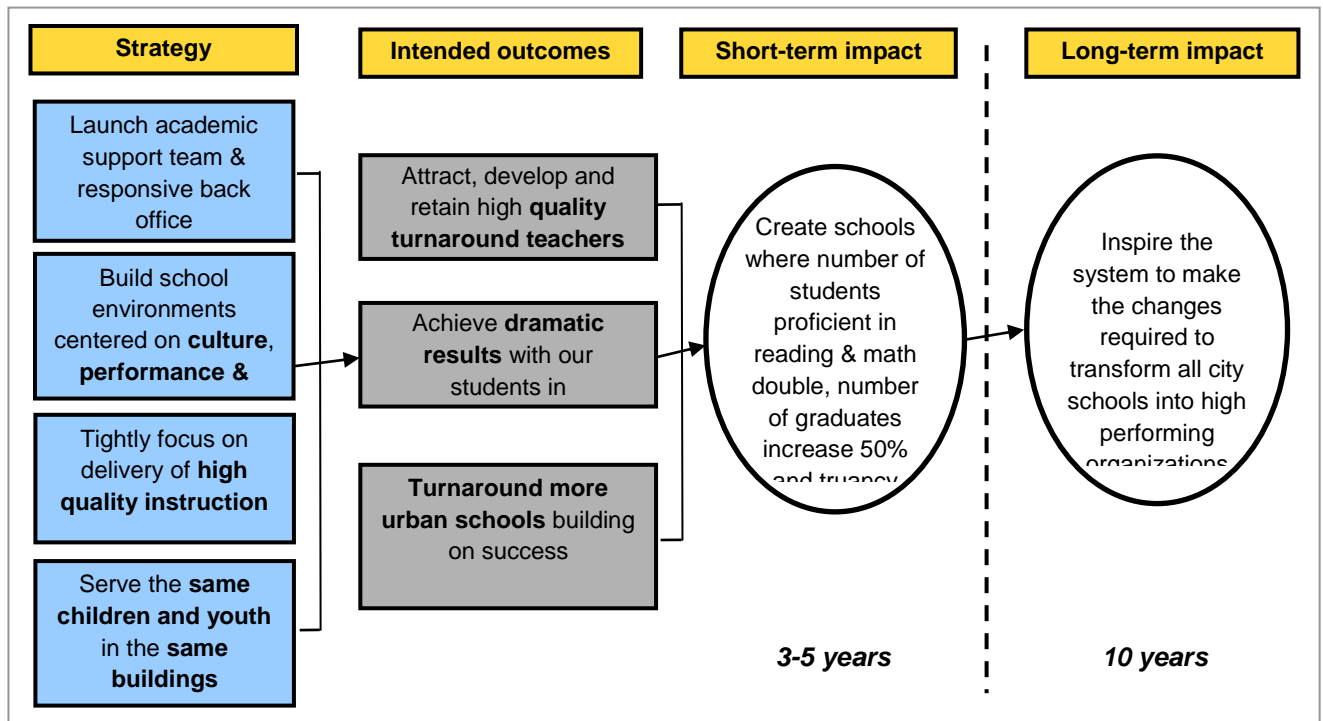 Strategy
Intended outcomes
Short-term impact
Long-term impact
Launch academic
support team &
responsive back
office
Build school
environments
centered on culture,
performance &
Tightly focus on
delivery of high
quality instruction
Serve the same
children and youth
in the same
buildings
Attract, develop and
retain high quality
turnaround teachers
Achieve dramatic
results with our
students in
Turnaround more
urban schools building
on success
Create schools
where number of
students
proficient in
reading & math
double, number
of graduates
increase 50%
and truancy
3-5 years
Inspire the
system to make
the changes
required to
transform all city
schools into high
performing
organizations
10 years